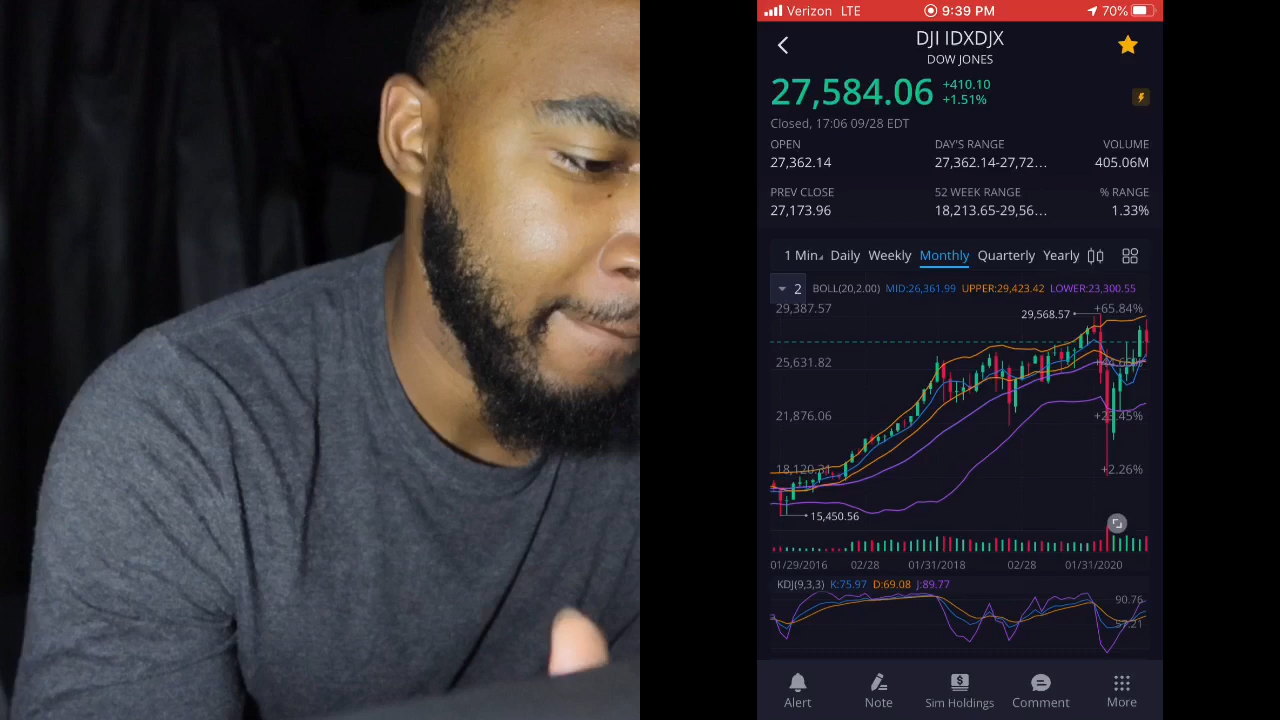 Verizon LTE 9:39 PM 70%
DJI IDXDJX
DOW JONES
27,584.06 +410.10
+1.51%
Closed, 17:06 09/28 EDT
OPEN DAY'S RANGE VOLUME
27,362.14 27,362.14-27,72... 405.06M
PREV CLOSE 52 WEEK RANGE % RANGE
27,173.96 18,213.65-29,56... 1.33%
1 Min Daily Weekly Monthly Quarterly Yearly
2 BOLL(20,2.00) MID:26,361.99 UPPER:29,423.42 LOWER:23,300.55
29,387.57 29,568.57 +65.84%
25,631.82
21,876.06 +23.45%
18,120.31 +2.26%
15,450.56
01/29/2016 02/28 01/31/2018 02/28 01/31/2020
KDJ(9,3,3) K:75.97 D:69.08 J:89.77
90.76
Alert Note Sim Holdings Comment More